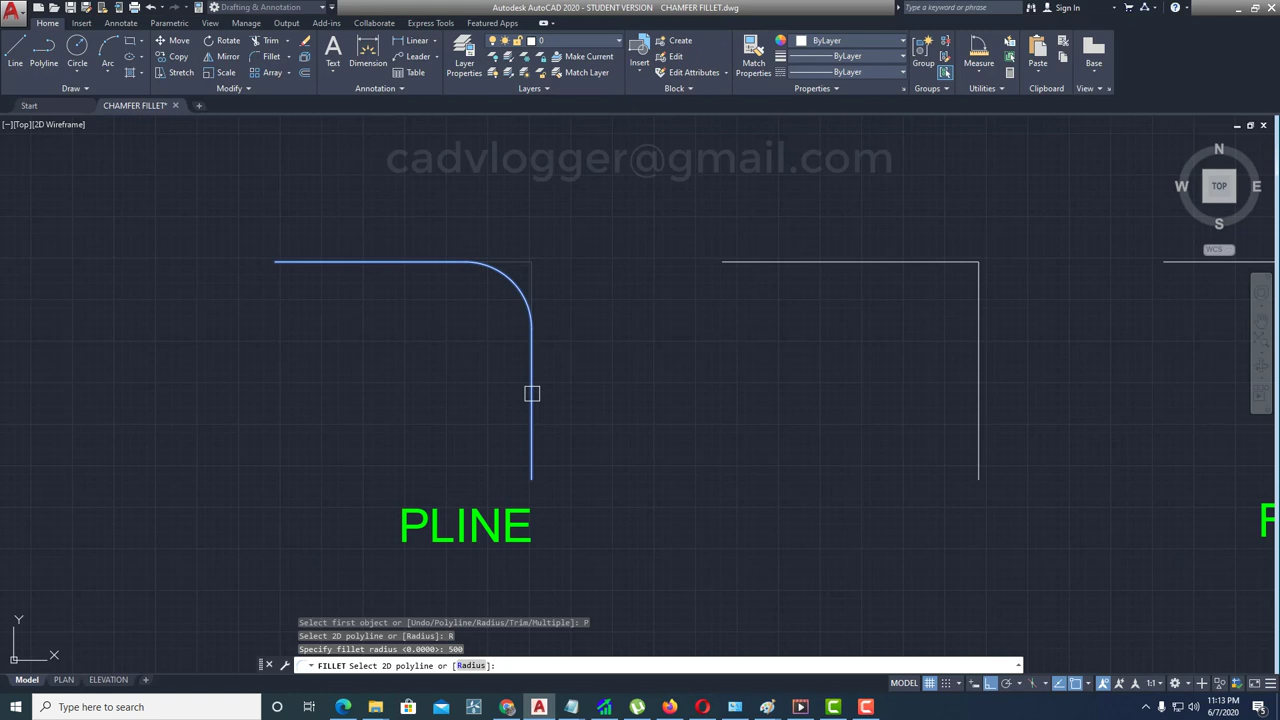 Drafting & Annotation
Autodesk AutoCAD 2020 - STUDENT VERSION CHAMFER FILLET.dwg
Type a keyword or phrase
Sign In
Home Insert Annotate Parametric View Manage Output Add-ins Collaborate Express Tools Featured Apps
Line Polyline Circle Arc
Move Rotate Trim
Copy Mirror Fillet
Stretch Scale Array
Text Dimension
Linear
Leader
Table
Layer Properties
0
Make Current
Match Layer
Insert
Create
Edit
Edit Attributes
Match Properties
ByLayer
ByLayer
ByLayer
Group
Measure
Paste
Base
Draw Modify Annotation Layers Block Properties Groups Utilities Clipboard View
Start CHAMFER FILLET*
[−][Top][2D Wireframe]
cadvlogger@gmail.com
N
W TOP E
S
WCS
PLINE
Select first object or [Undo/Polyline/Radius/Trim/Multiple]: P
Select 2D polyline or [Radius]: R
Specify fillet radius <0.0000>: 500
FILLET Select 2D polyline or [Radius]:
Y
X
Model PLAN ELEVATION
MODEL
1:1
Type here to search
11:13 PM
6/7/2020